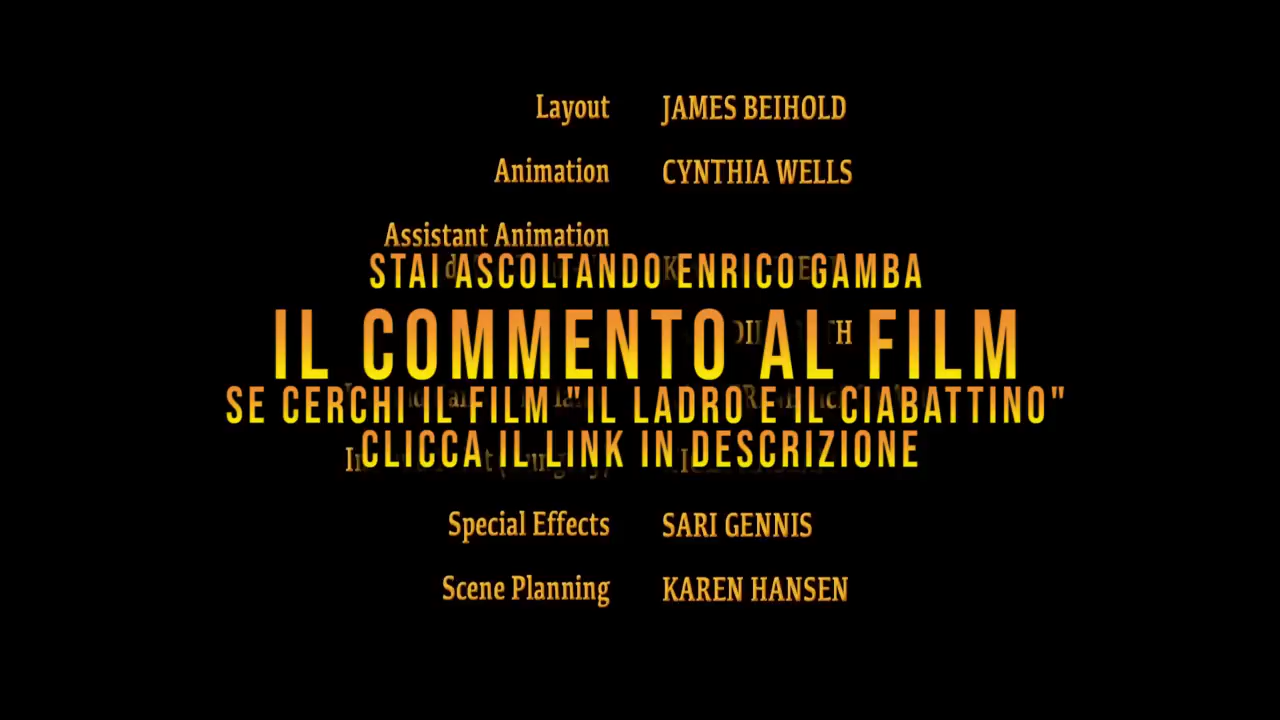 Layout JAMES BEIHOLD
Animation CYNTHIA WELLS
Assistant Animation
STAI ASCOLTANDO ENRICO GAMBA
IL COMMENTO AL FILM
SE CERCHI IL FILM "IL LADRO E IL CIABATTINO"
CLICCA IL LINK IN DESCRIZIONE
Special Effects SARI GENNIS
Scene Planning KAREN HANSEN